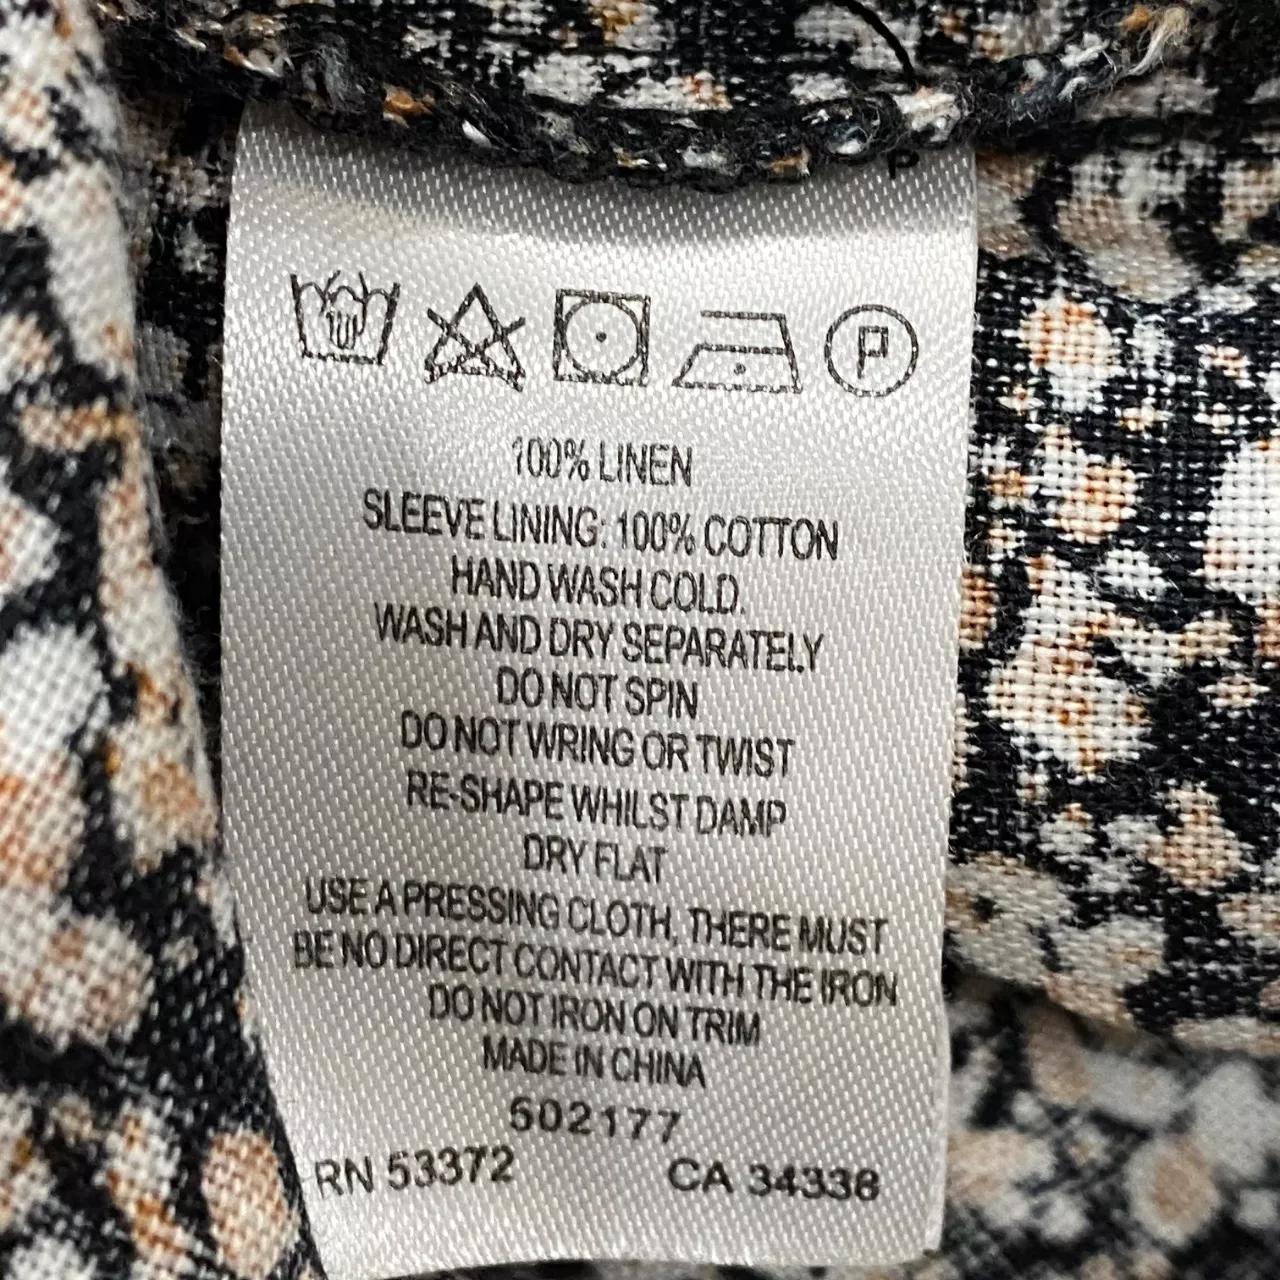 P
100% LINEN
SLEEVE LINING: 100% COTTON
HAND WASH COLD.
WASH AND DRY SEPARATELY
DO NOT SPIN
DO NOT WRING OR TWIST
RE-SHAPE WHILST DAMP
DRY FLAT
USE A PRESSING CLOTH, THERE MUST
BE NO DIRECT CONTACT WITH THE IRON
DO NOT IRON ON TRIM
MADE IN CHINA
502177
RN 53372 CA 34336